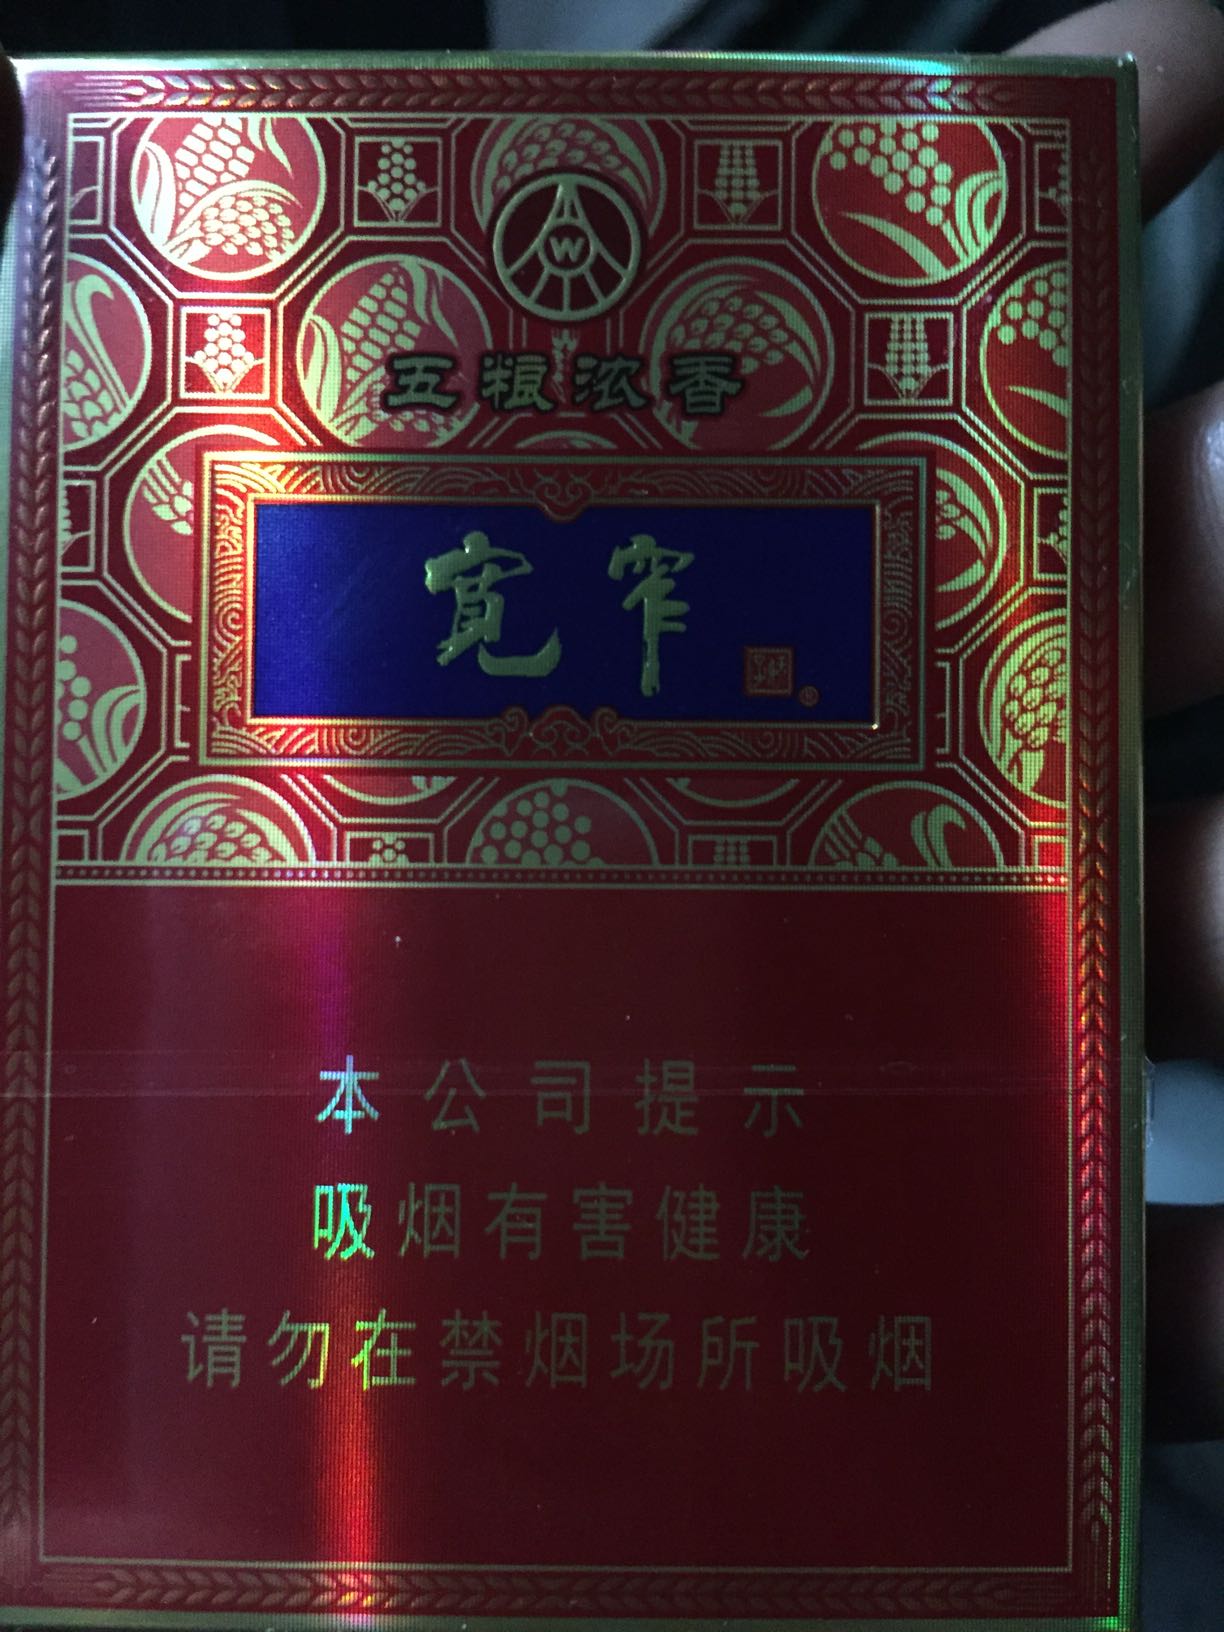 W
五粮浓香
宽窄
®
本公司提示
吸烟有害健康
请勿在禁烟场所吸烟